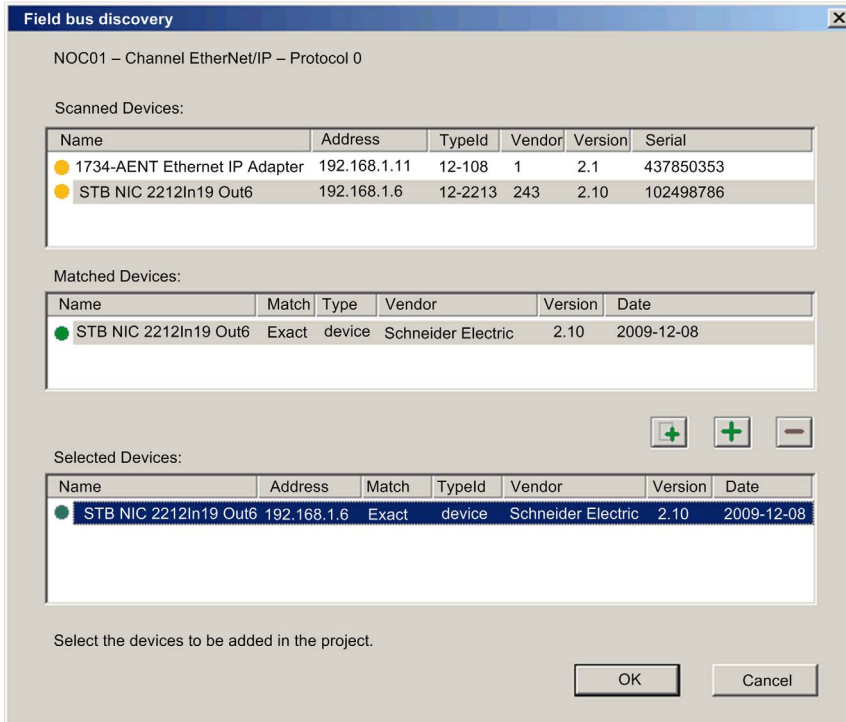 Field bus discovery
NOC01 – Channel EtherNet/IP – Protocol 0
Scanned Devices:
Name Address TypeId Vendor Version Serial
1734-AENT Ethernet IP Adapter 192.168.1.11 12-108 1 2.1 437850353
STB NIC 2212In19 Out6 192.168.1.6 12-2213 243 2.10 102498786
Matched Devices:
Name Match Type Vendor Version Date
STB NIC 2212In19 Out6 Exact device Schneider Electric 2.10 2009-12-08
Selected Devices:
Name Address Match TypeId Vendor Version Date
STB NIC 2212In19 Out6 192.168.1.6 Exact device Schneider Electric 2.10 2009-12-08
Select the devices to be added in the project.
OK Cancel